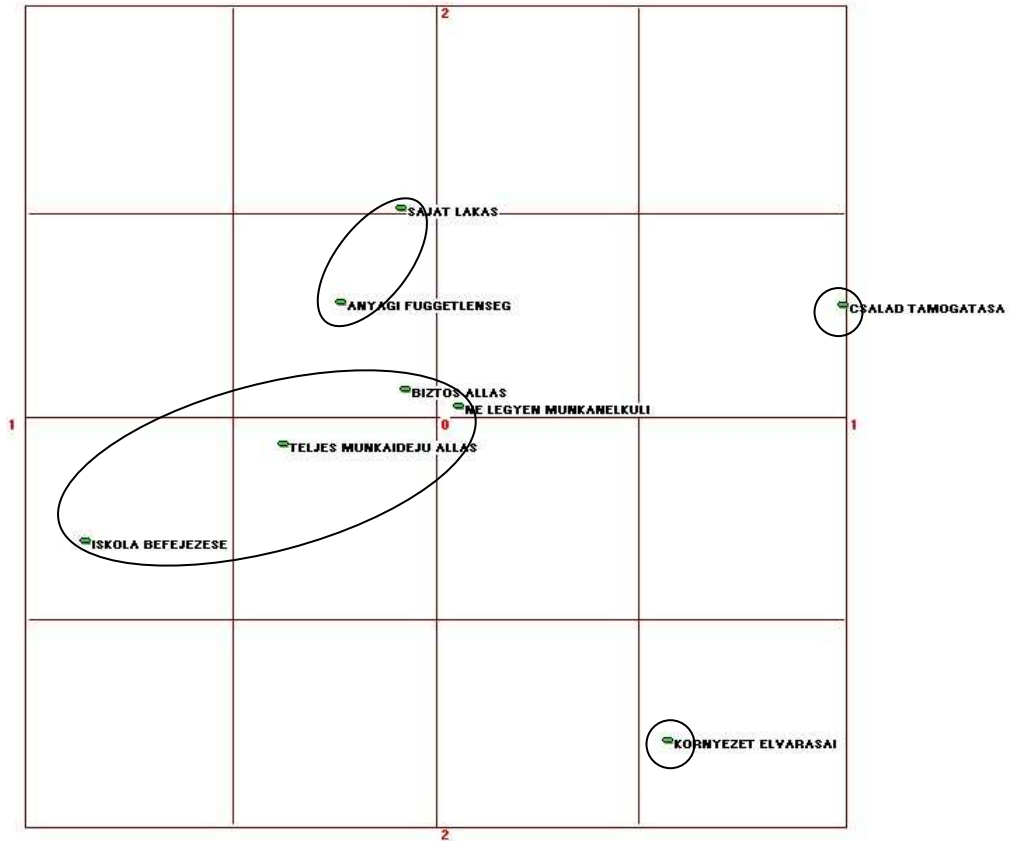 2
SAJAT LAKAS
ANYAGI FUGGETLENSEG
CSALAD TAMOGATASA
BIZTOS ALLAS
NE LEGYEN MUNKANELKULI
1
0
1
TELJES MUNKAIDEJU ALLAS
ISKOLA BEFEJEZESE
KORNYEZET ELVARASAI
2